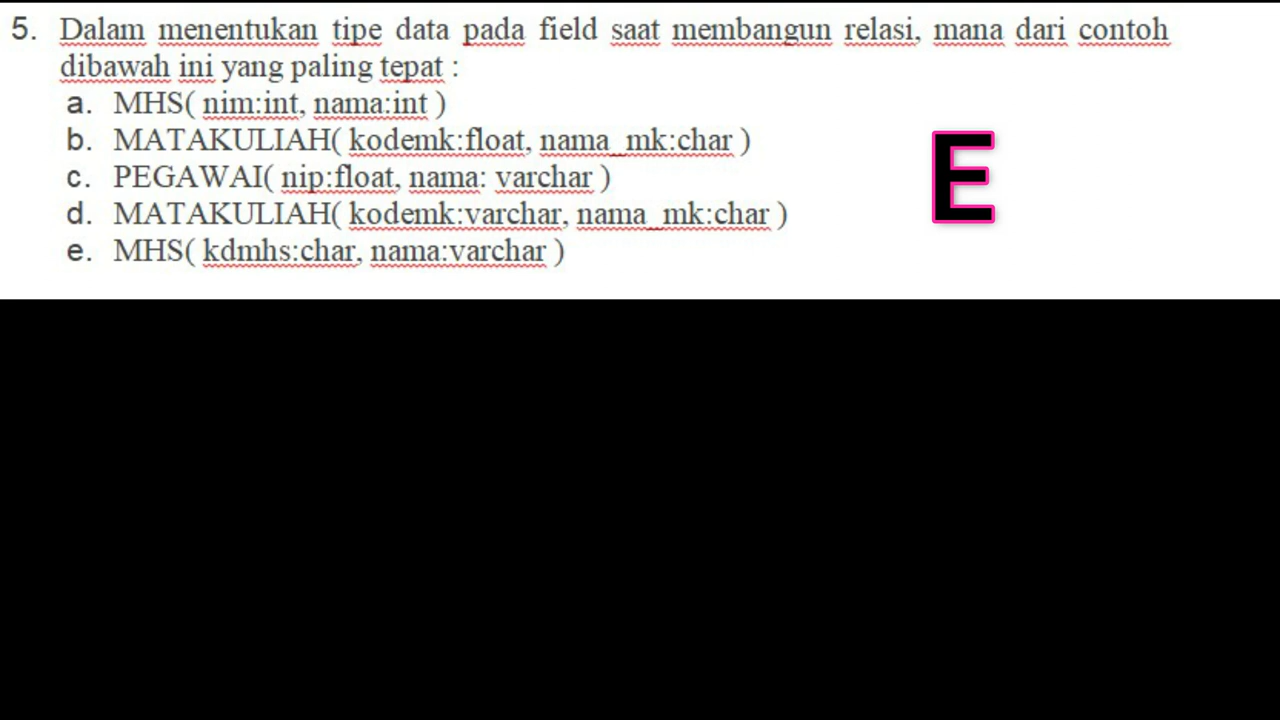 5. Dalam menentukan tipe data pada field saat membangun relasi, mana dari contoh
dibawah ini yang paling tepat :
a. MHS( nim:int, nama:int )
b. MATAKULIAH( kodemk:float, nama_mk:char )
c. PEGAWAI( nip:float, nama: varchar )
d. MATAKULIAH( kodemk:varchar, nama_mk:char )
e. MHS( kdmhs:char, nama:varchar )
E